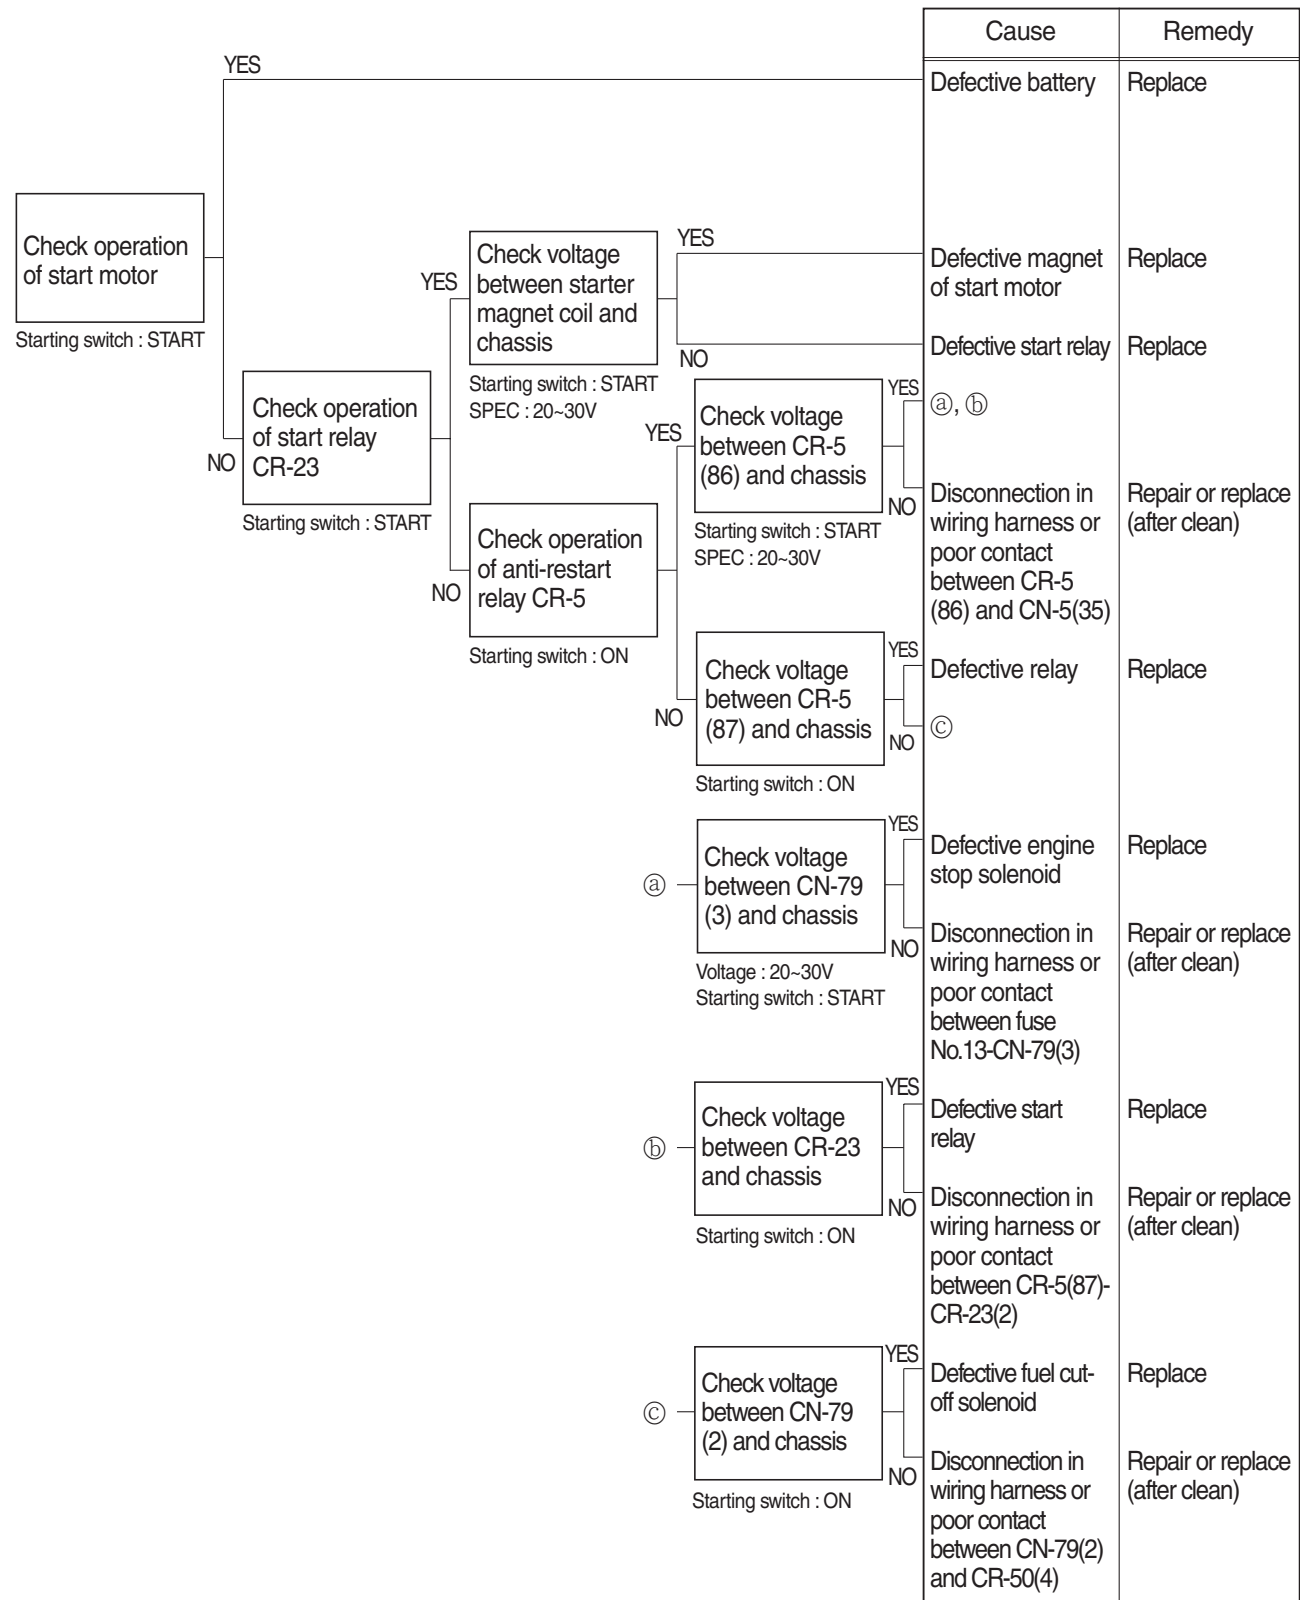 Cause
Remedy
YES
Defective battery
Replace
Check operation
of start motor
Starting switch : START
YES
Check voltage
between starter
magnet coil and
chassis
Starting switch : START
SPEC : 20~30V
YES
Defective magnet
of start motor
Replace
NO
Defective start relay
Replace
NO
Check operation
of start relay
CR-23
Starting switch : START
NO
Check operation
of anti-restart
relay CR-5
Starting switch : ON
YES
Check voltage
between CR-5
(86) and chassis
Starting switch : START
SPEC : 20~30V
YES
ⓐ, ⓑ
NO
Disconnection in
wiring harness or
poor contact
between CR-5
(86) and CN-5(35)
Repair or replace
(after clean)
NO
Check voltage
between CR-5
(87) and chassis
Starting switch : ON
YES
Defective relay
Replace
NO
ⓒ
ⓐ
Check voltage
between CN-79
(3) and chassis
Voltage : 20~30V
Starting switch : START
YES
Defective engine
stop solenoid
Replace
NO
Disconnection in
wiring harness or
poor contact
between fuse
No.13-CN-79(3)
Repair or replace
(after clean)
ⓑ
Check voltage
between CR-23
and chassis
Starting switch : ON
YES
Defective start
relay
Replace
NO
Disconnection in
wiring harness or
poor contact
between CR-5(87)-
CR-23(2)
Repair or replace
(after clean)
ⓒ
Check voltage
between CN-79
(2) and chassis
Starting switch : ON
YES
Defective fuel cut-
off solenoid
Replace
NO
Disconnection in
wiring harness or
poor contact
between CN-79(2)
and CR-50(4)
Repair or replace
(after clean)